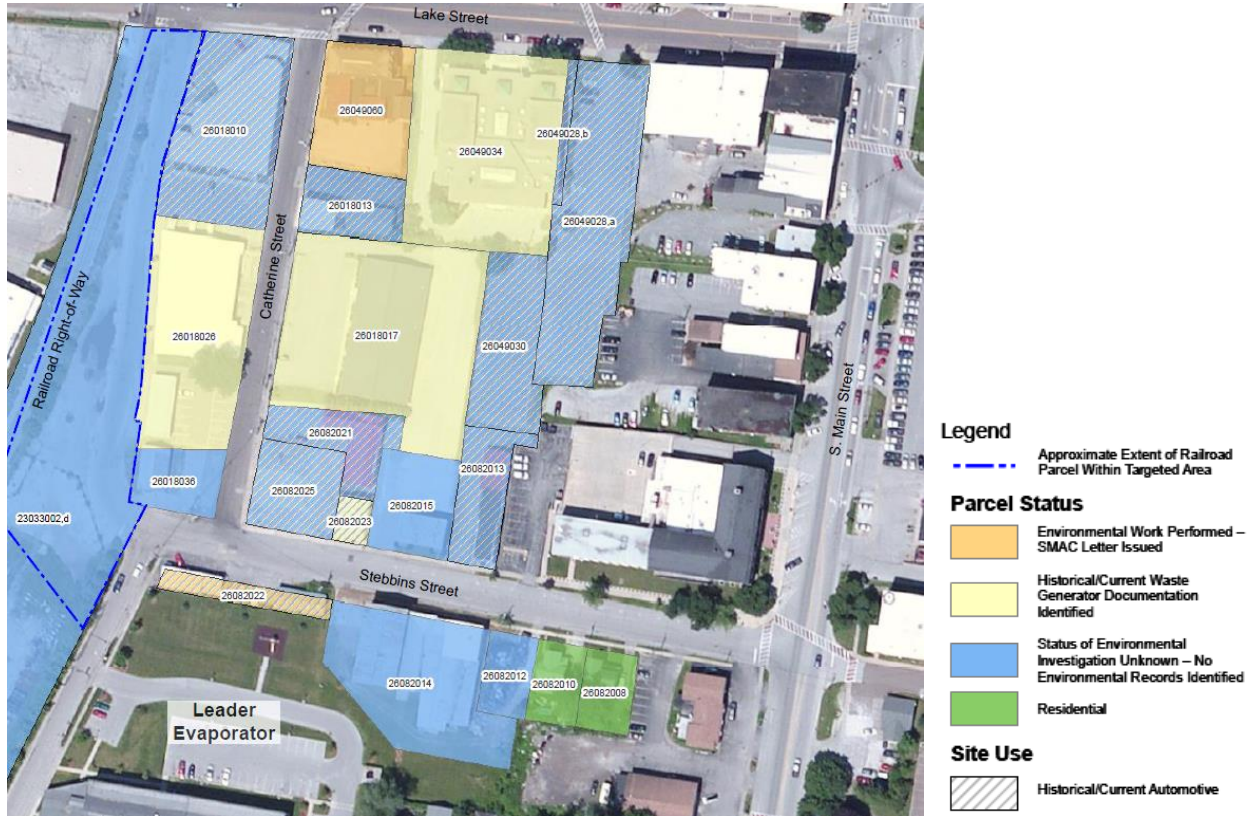 Lake Street
26049060
26018010
26049028,b
26049034
26018013
26049028,a
Railroad Right-of-Way
Catherine Street
26018026
26018017
26049030
S. Main Street
26082021
26082013
26018036
26082025
26082015
26082023
23033002,d
Stebbins Street
26082022
26082014
26082012
26082010
26082008
Leader
Evaporator
Legend
Approximate Extent of Railroad
Parcel Within Targeted Area
Parcel Status
Environmental Work Performed –
SMAC Letter Issued
Historical/Current Waste
Generator Documentation
Identified
Status of Environmental
Investigation Unknown – No
Environmental Records Identified
Residential
Site Use
Historical/Current Automotive